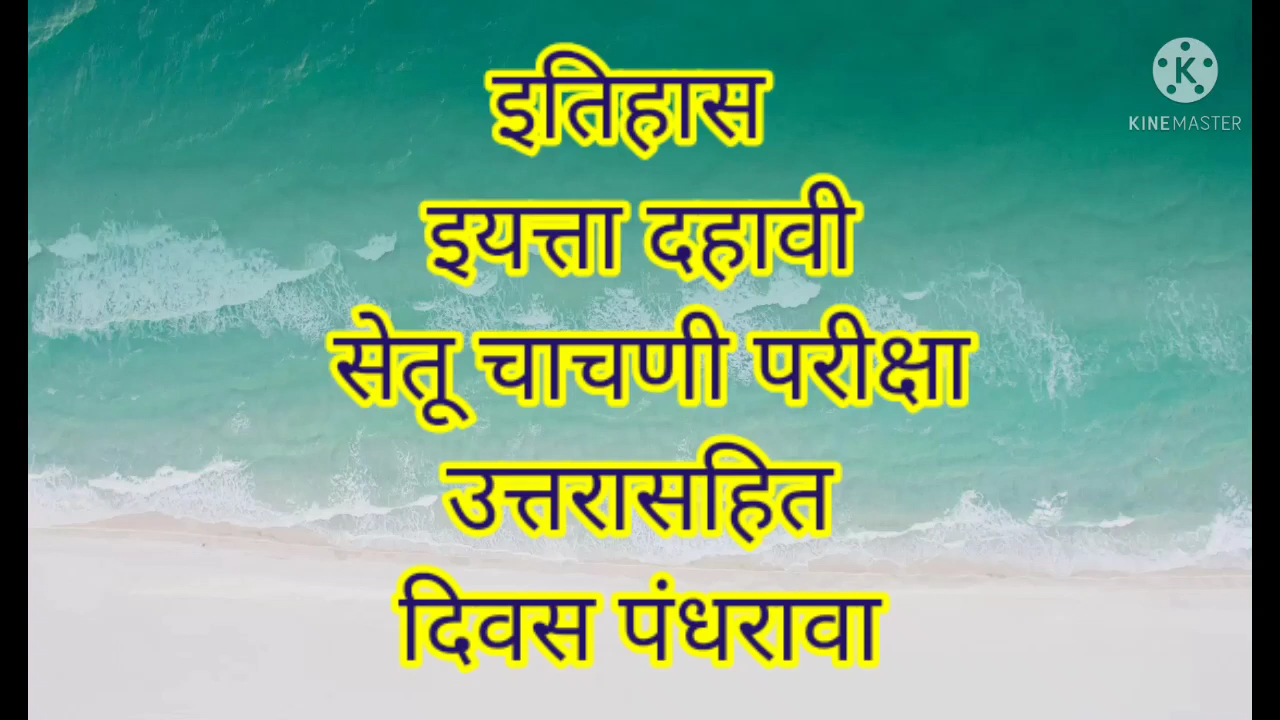 इतिहास
इयत्ता दहावी
सेतू चाचणी परीक्षा
उत्तरासहित
दिवस पंधरावा
K
KINEMASTER